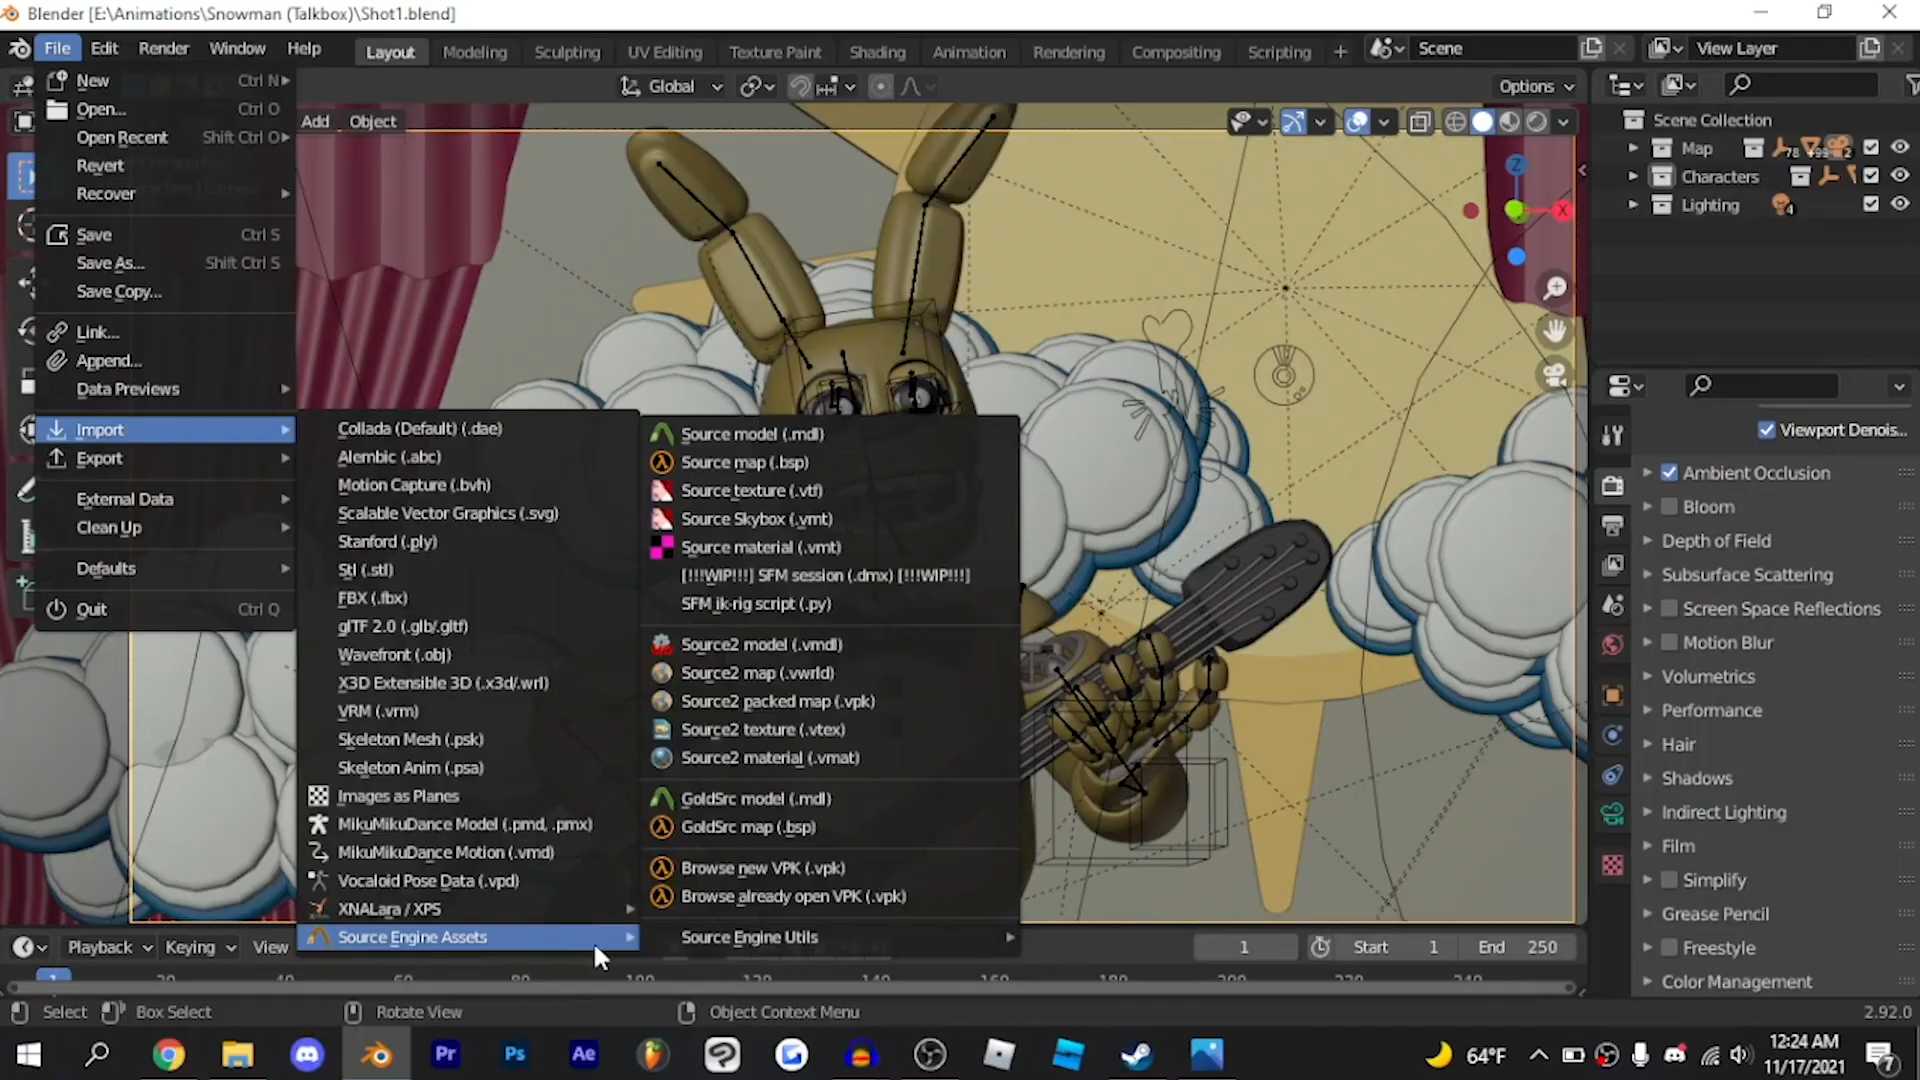 Blender [E:\Animations\Snowman (Talkbox)\Shot1.blend]
File Edit Render Window Help Layout Modeling Sculpting UV Editing Texture Paint Shading Animation Rendering Compositing Scripting + Scene View Layer
Global Options
Add Object
New Ctrl N
Open... Ctrl O
Open Recent Shift Ctrl O
Revert
Recover
Save Ctrl S
Save As... Shift Ctrl S
Save Copy...
Link...
Append...
Data Previews
Import
Export
External Data
Clean Up
Defaults
Quit Ctrl Q
Collada (Default) (.dae)
Alembic (.abc)
Motion Capture (.bvh)
Scalable Vector Graphics (.svg)
Stanford (.ply)
Stl (.stl)
FBX (.fbx)
glTF 2.0 (.glb/.gltf)
Wavefront (.obj)
X3D Extensible 3D (.x3d/.wrl)
VRM (.vrm)
Skeleton Mesh (.psk)
Skeleton Anim (.psa)
Images as Planes
MikuMikuDance Model (.pmd, .pmx)
MikuMikuDance Motion (.vmd)
Vocaloid Pose Data (.vpd)
XNALara / XPS
Source Engine Assets
Source model (.mdl)
Source map (.bsp)
Source texture (.vtf)
Source Skybox (.vmt)
Source material (.vmt)
[!!!WIP!!!] SFM session (.dmx) [!!!WIP!!!]
SFM ik-rig script (.py)
Source2 model (.vmdl)
Source2 map (.vwrld)
Source2 packed map (.vpk)
Source2 texture (.vtex)
Source2 material (.vmat)
GoldSrc model (.mdl)
GoldSrc map (.bsp)
Browse new VPK (.vpk)
Browse already open VPK (.vpk)
Source Engine Utils
Z
X
Scene Collection
Map 78 +99 2
Characters
Lighting 4
Viewport Denois...
Ambient Occlusion
Bloom
Depth of Field
Subsurface Scattering
Screen Space Reflections
Motion Blur
Volumetrics
Performance
Hair
Shadows
Indirect Lighting
Film
Simplify
Grease Pencil
Freestyle
Color Management
Playback Keying View 1 Start 1 End 250
1
Select Box Select Rotate View Object Context Menu 2.92.0
Pr Ps Ae 64°F 12:24 AM
11/17/2021 7